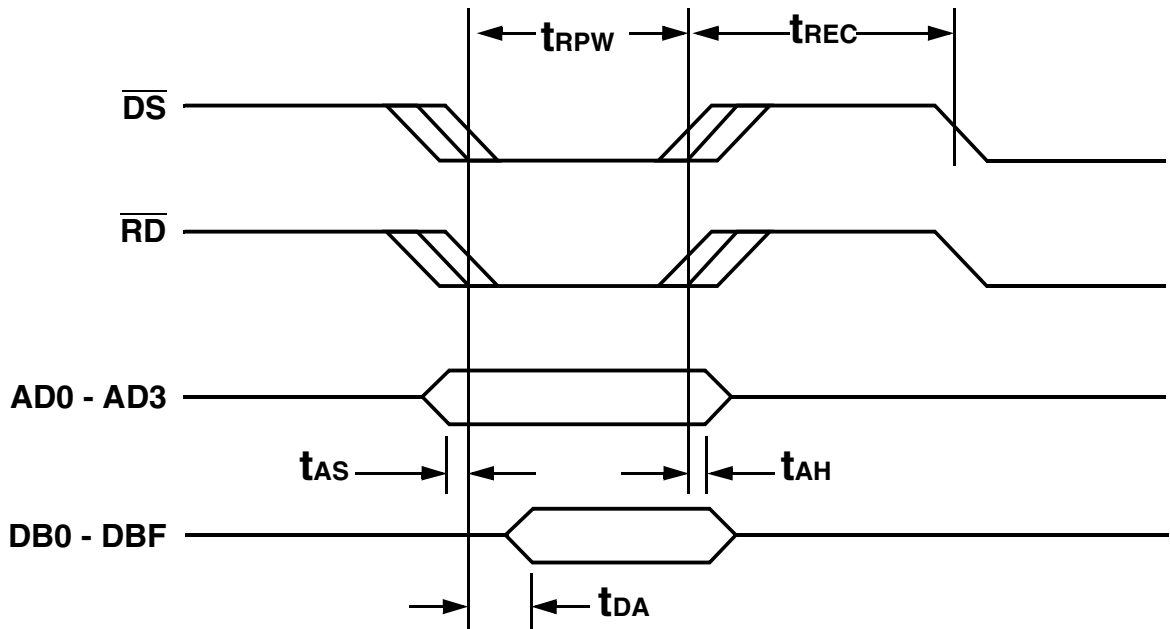 tRPW
tREC
DS
RD
AD0 - AD3
tAS
tAH
DB0 - DBF
tDA